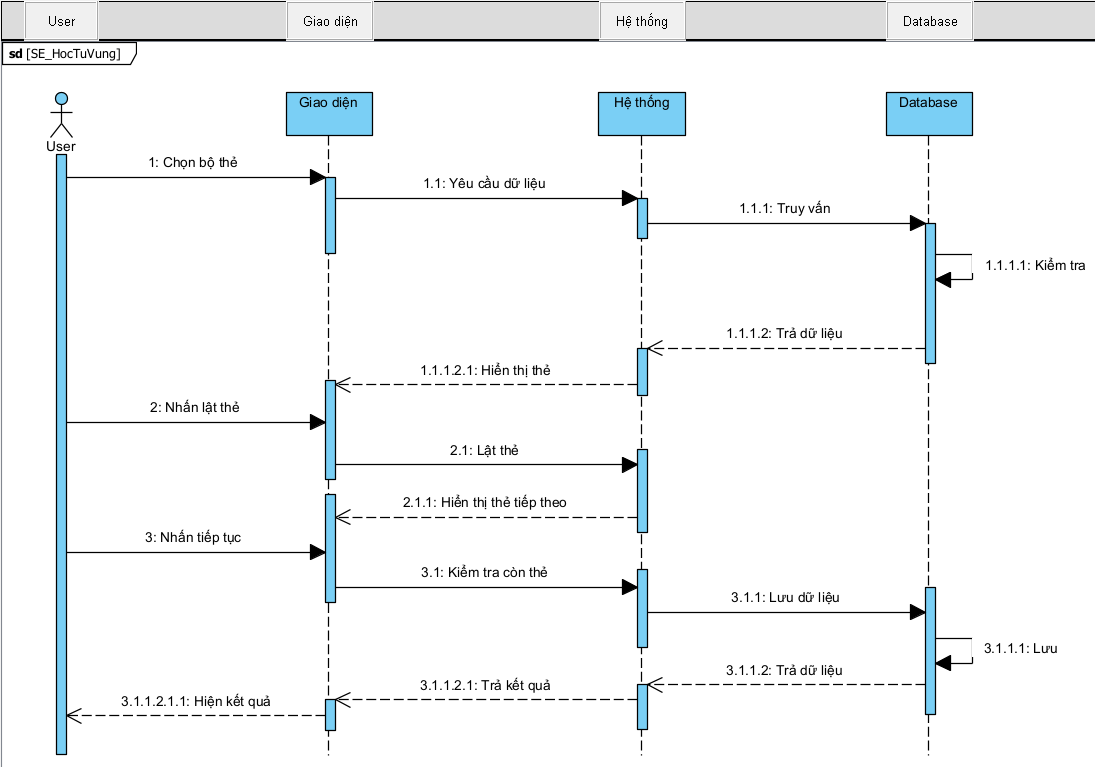 User
Giao diện
Hệ thống
Database
sd [SE_HocTuVung]
Giao diện
Hệ thống
Database
User
1: Chọn bộ thẻ
1.1: Yêu cầu dữ liệu
1.1.1: Truy vấn
1.1.1.1: Kiểm tra
1.1.1.2: Trả dữ liệu
1.1.1.2.1: Hiển thị thẻ
2: Nhấn lật thẻ
2.1: Lật thẻ
2.1.1: Hiển thị thẻ tiếp theo
3: Nhấn tiếp tục
3.1: Kiểm tra còn thẻ
3.1.1: Lưu dữ liệu
3.1.1.1: Lưu
3.1.1.2: Trả dữ liệu
3.1.1.2.1: Trả kết quả
3.1.1.2.1.1: Hiện kết quả